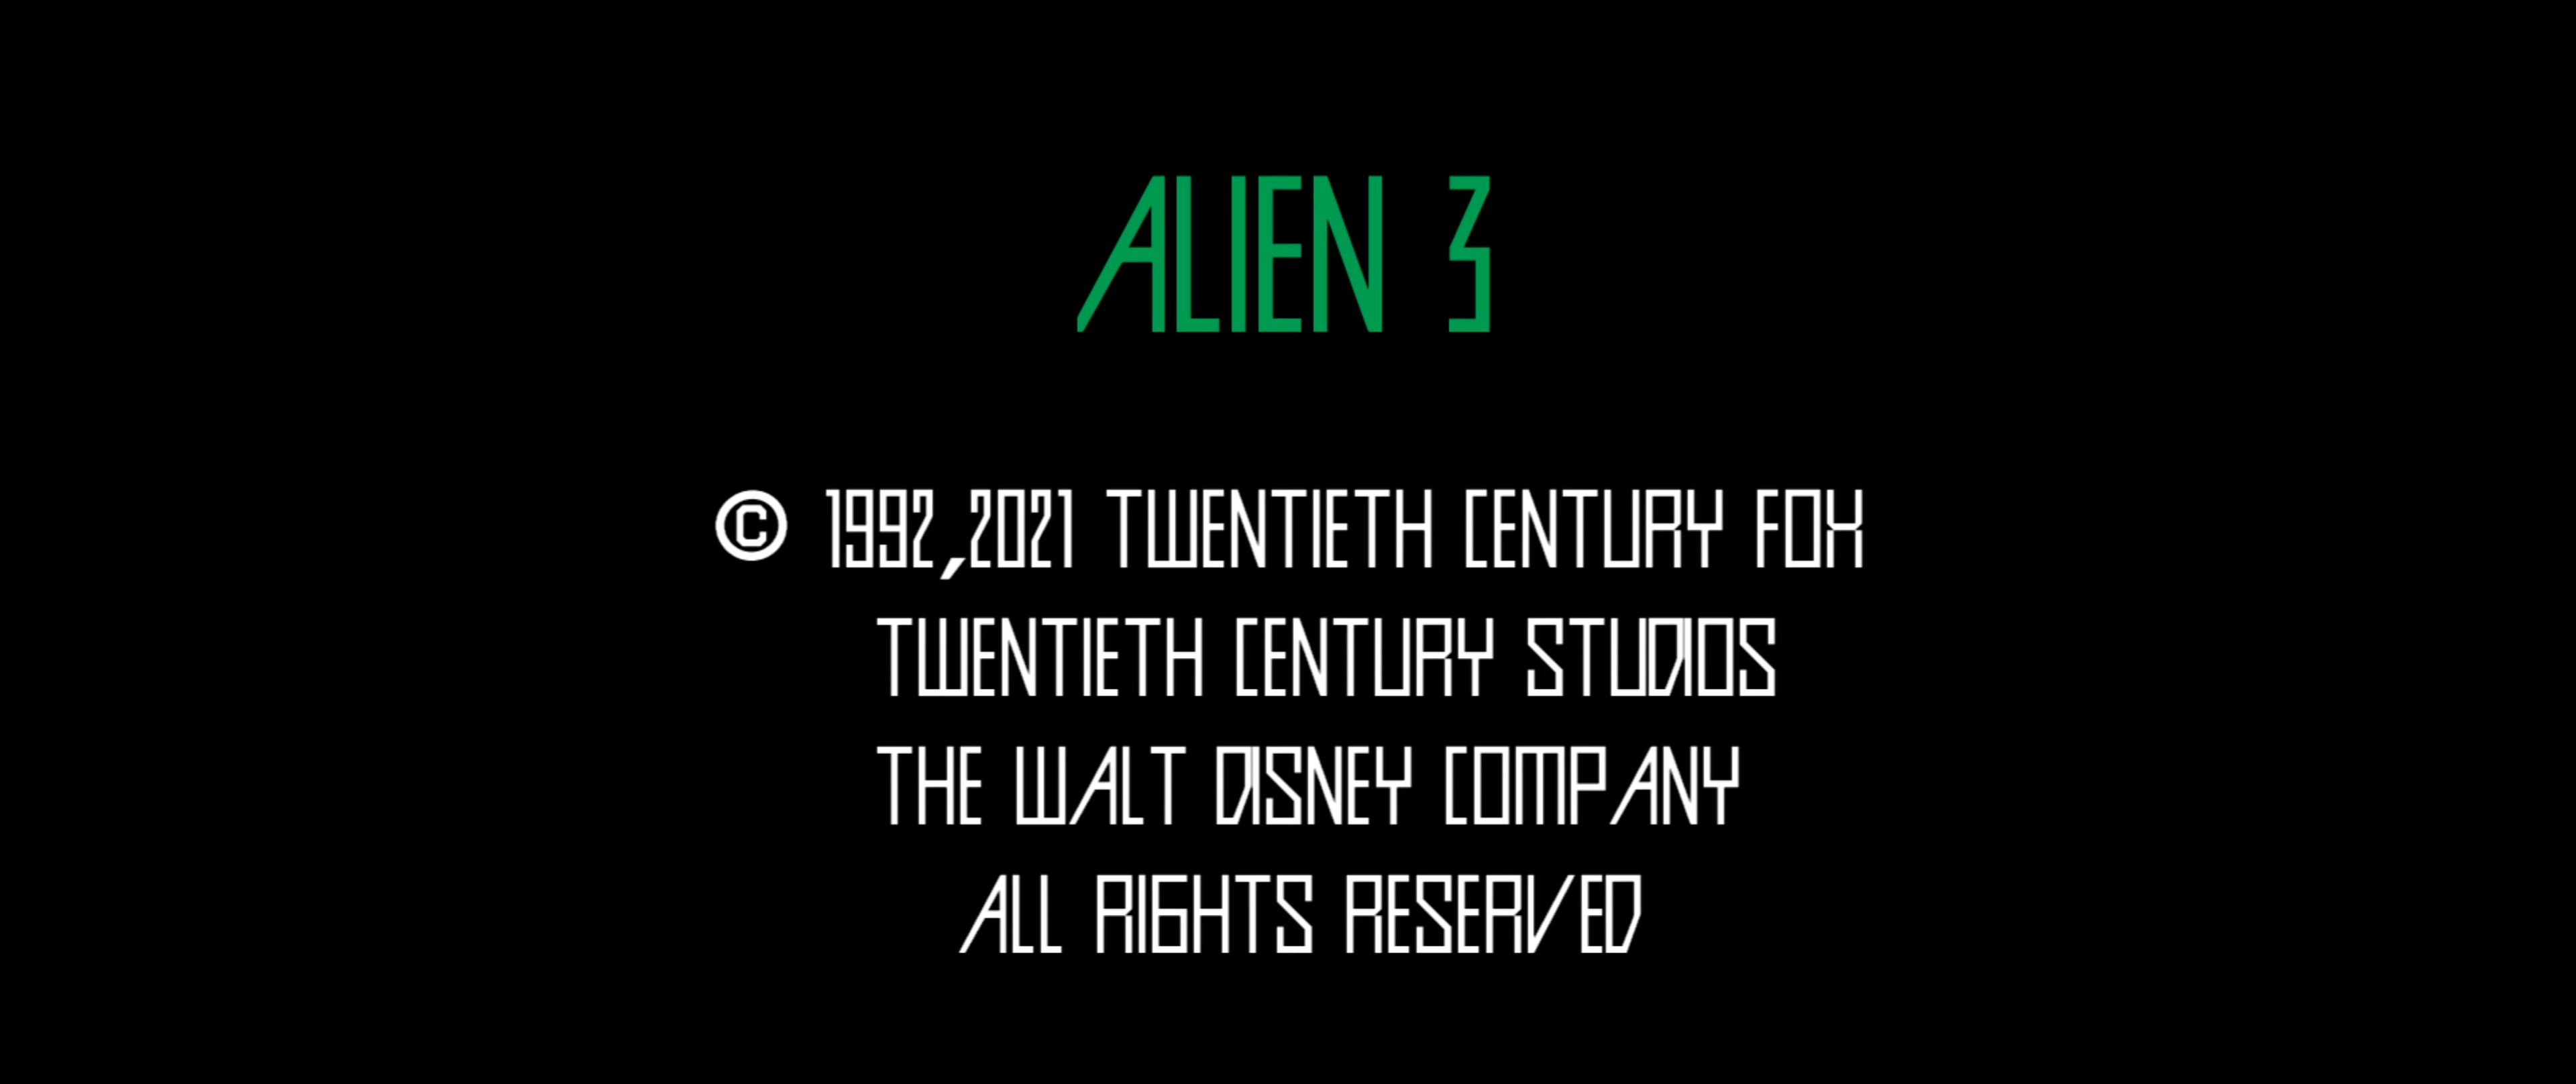 ALIEN 3
© 1992,2021 TWENTIETH CENTURY FOX
TWENTIETH CENTURY STUDIOS
THE WALT DISNEY COMPANY
ALL RIGHTS RESERVED